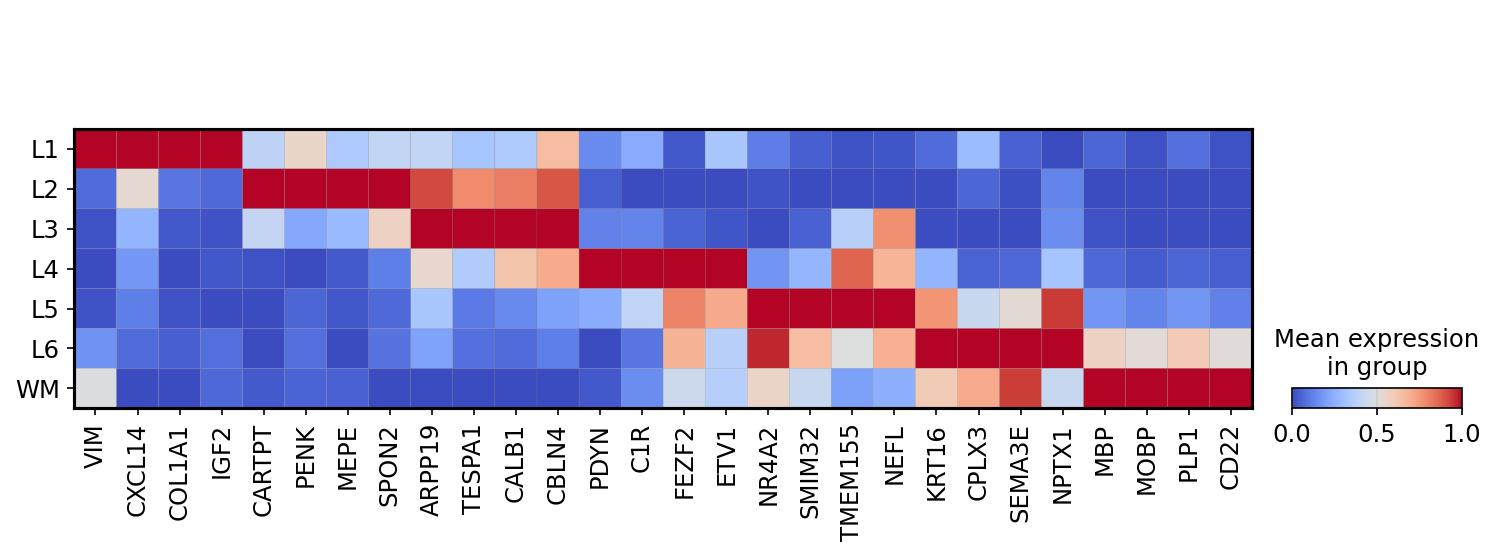 L1
L2
L3
L4
L5
L6
WM
VIM
CXCL14
COL1A1
IGF2
CARTPT
PENK
MEPE
SPON2
ARPP19
TESPA1
CALB1
CBLN4
PDYN
C1R
FEZF2
ETV1
NR4A2
SMIM32
TMEM155
NEFL
KRT16
CPLX3
SEMA3E
NPTX1
MBP
MOBP
PLP1
CD22
Mean expression
in group
0.0 0.5 1.0